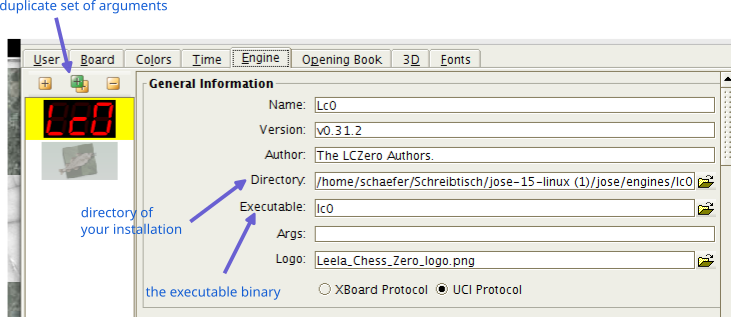 duplicate set of arguments
User Board Colors Time Engine Opening Book 3D Fonts
General Information
Lc0
Name: Lc0
Version: v0.31.2
Author: The LCZero Authors.
Directory: /home/schaefer/Schreibtisch/jose-15-linux (1)/jose/engines/lc0
directory of
your installation
Executable: lc0
Args:
Logo: Leela_Chess_Zero_logo.png
the executable binary
XBoard Protocol UCI Protocol